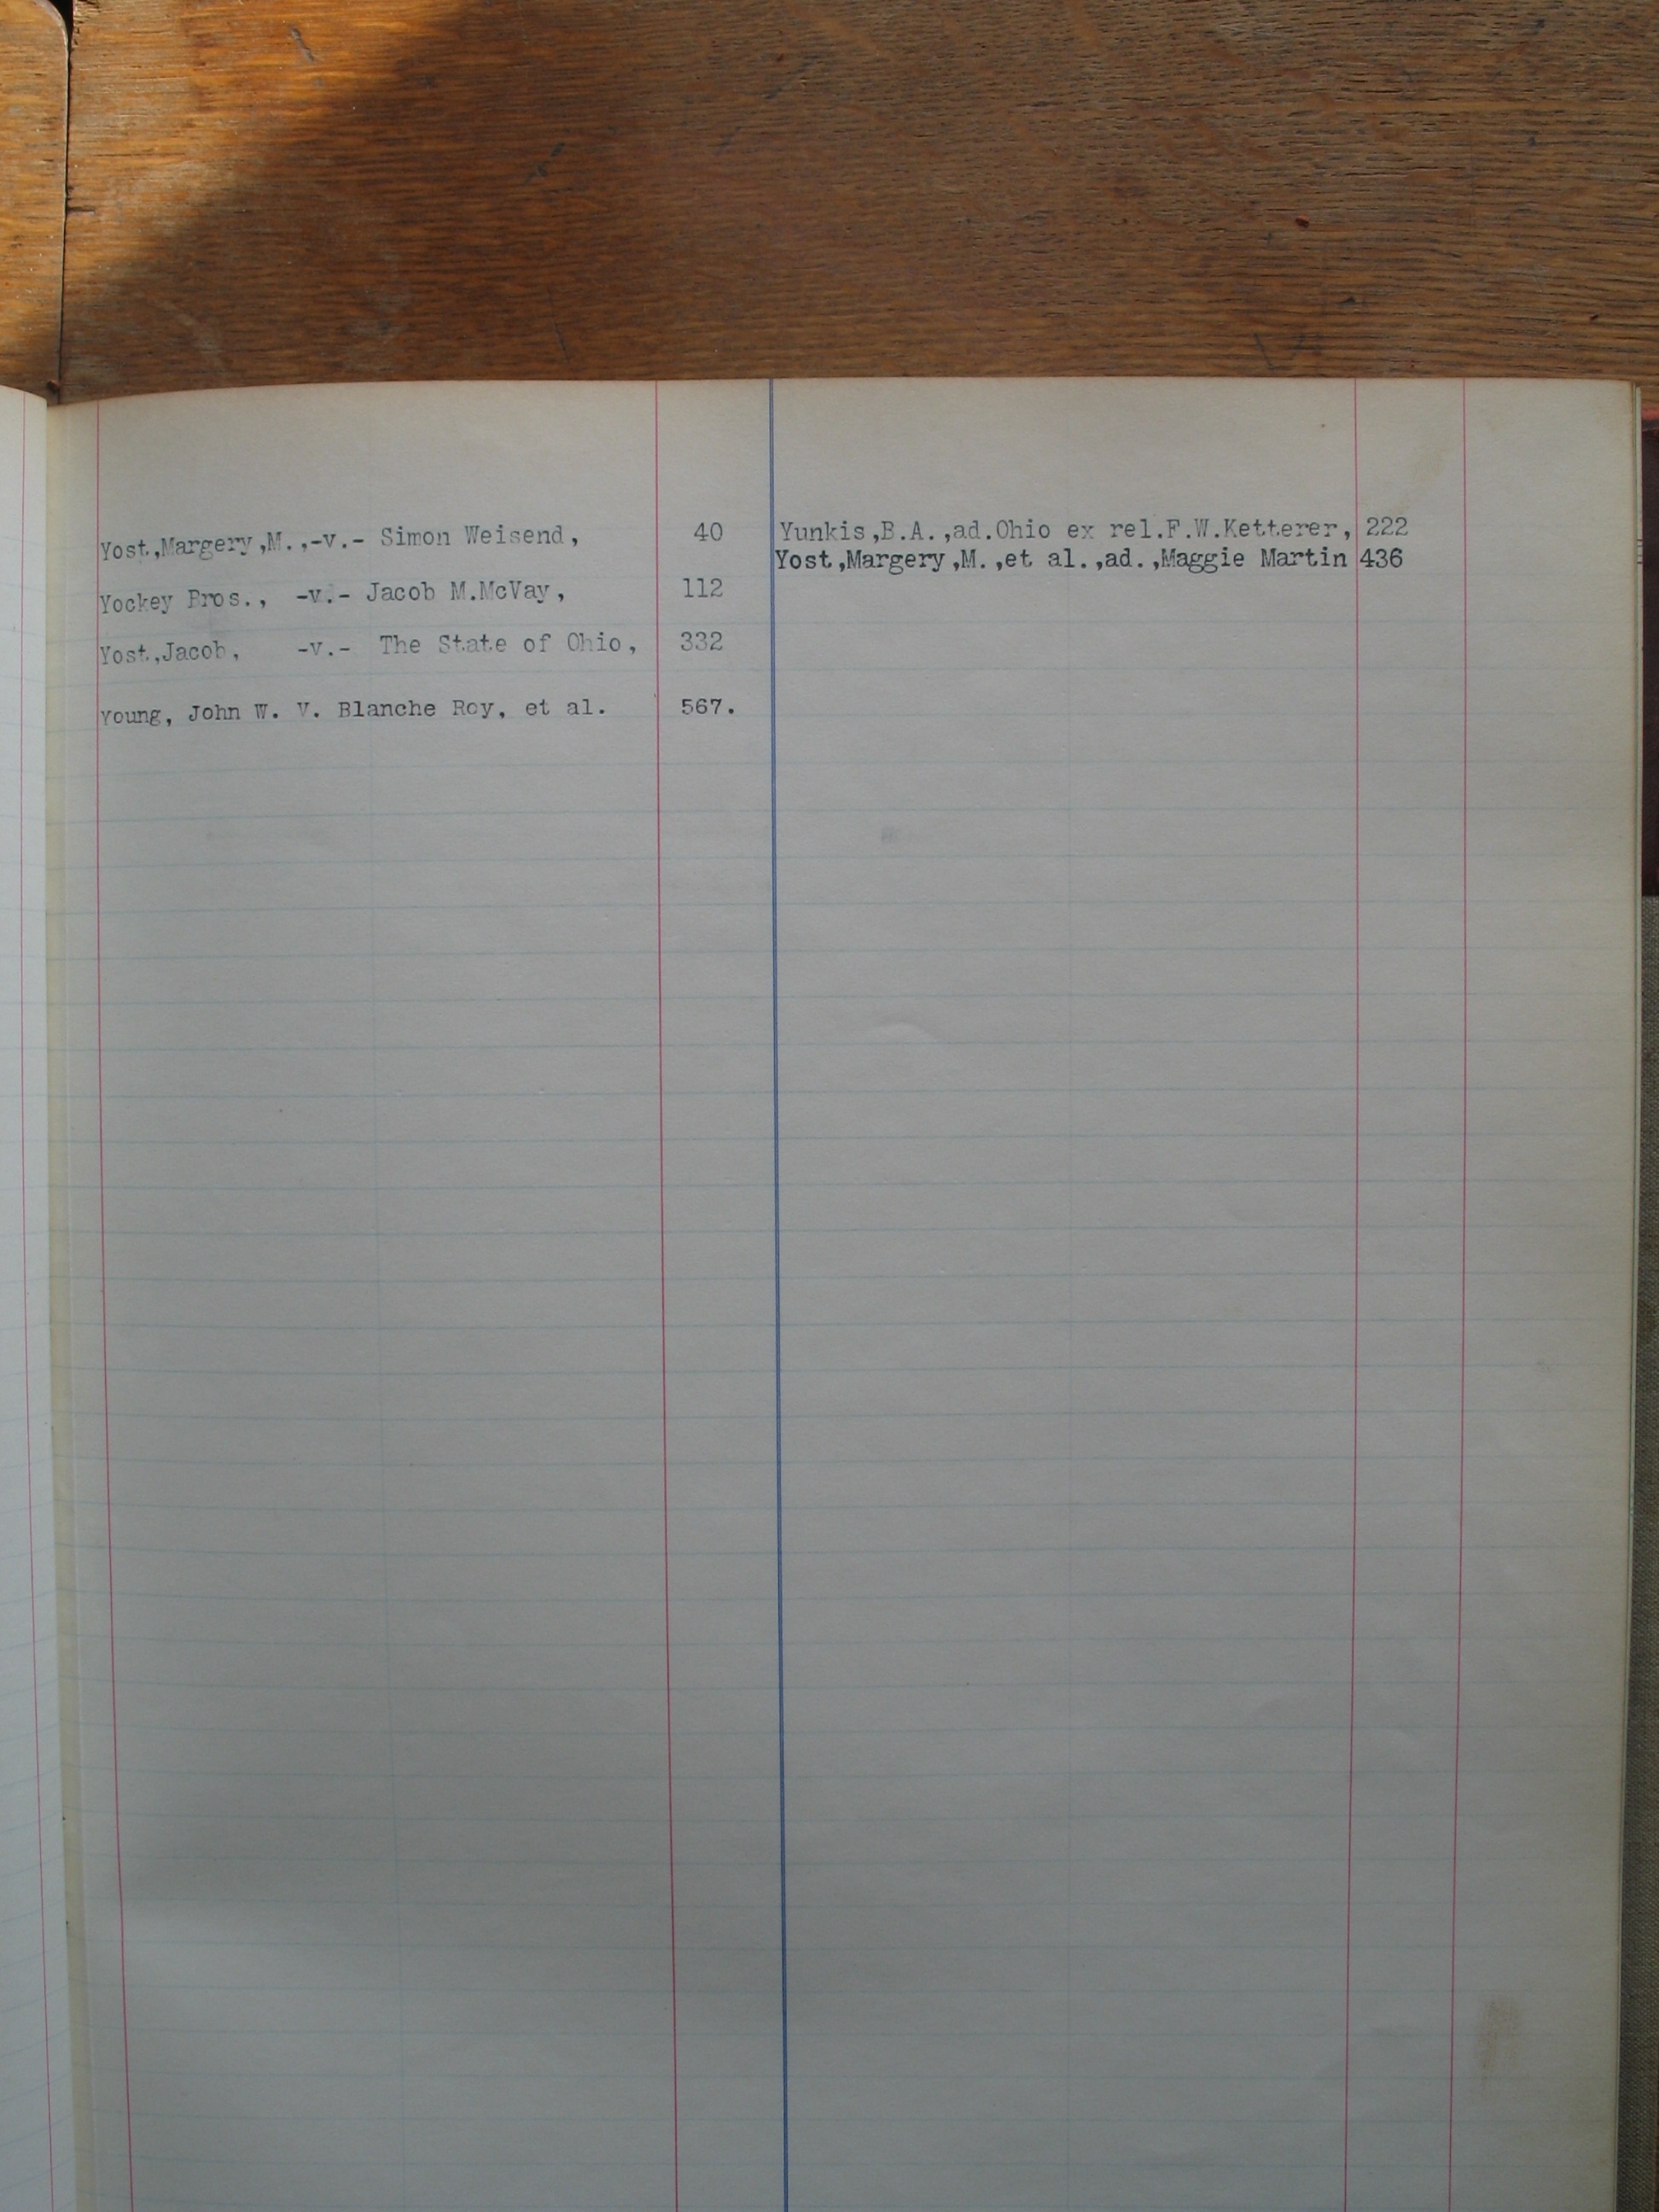 Yost,Margery,M.,-v.- Simon Weisend, 40
Yockey Bros., -v.- Jacob M.McVay, 112
Yost,Jacob, -v.- The State of Ohio, 332
Young, John W. V. Blanche Roy, et al. 567.
Yunkis,B.A.,ad.Ohio ex rel.F.W.Ketterer, 222
Yost,Margery,M.,et al.,ad.,Maggie Martin 436